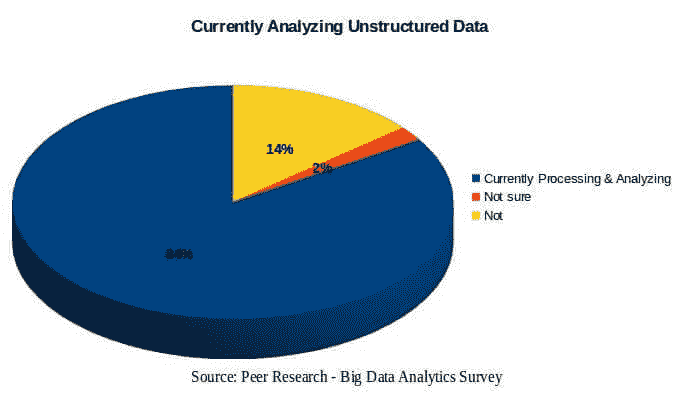 Currently Analyzing Unstructured Data
14%
2%
84%
Currently Processing & Analyzing
Not sure
Not
Source: Peer Research - Big Data Analytics Survey